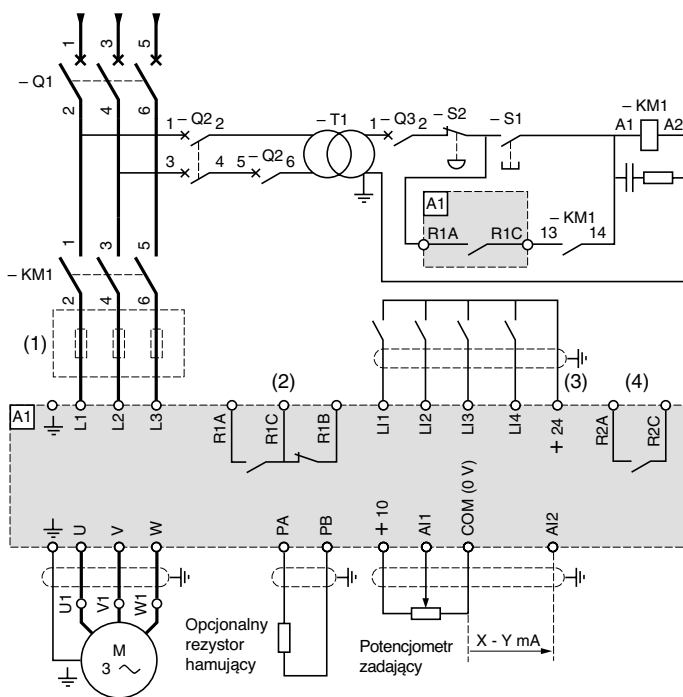 1 3 5
– Q1
2 4 6
1 – Q2 2
– T1
1 – Q3 2
– S2
– S1
– KM1
A1 A2
3 4 5 – Q2 6
A1
R1A R1C
13 – KM1 14
1 3 5
– KM1
2 4 6
(1)
(2)
(3)
(4)
A1
L1 L2 L3
R1A R1C R1B
LI1 LI2 LI3 LI4 + 24
R2A R2C
U V W
PA PB
+ 10 AI1 COM (0 V) AI2
U1 V1 W1
M
3
Opcjonalny
rezystor
hamujący
Potencjometr
zadający
X - Y mA